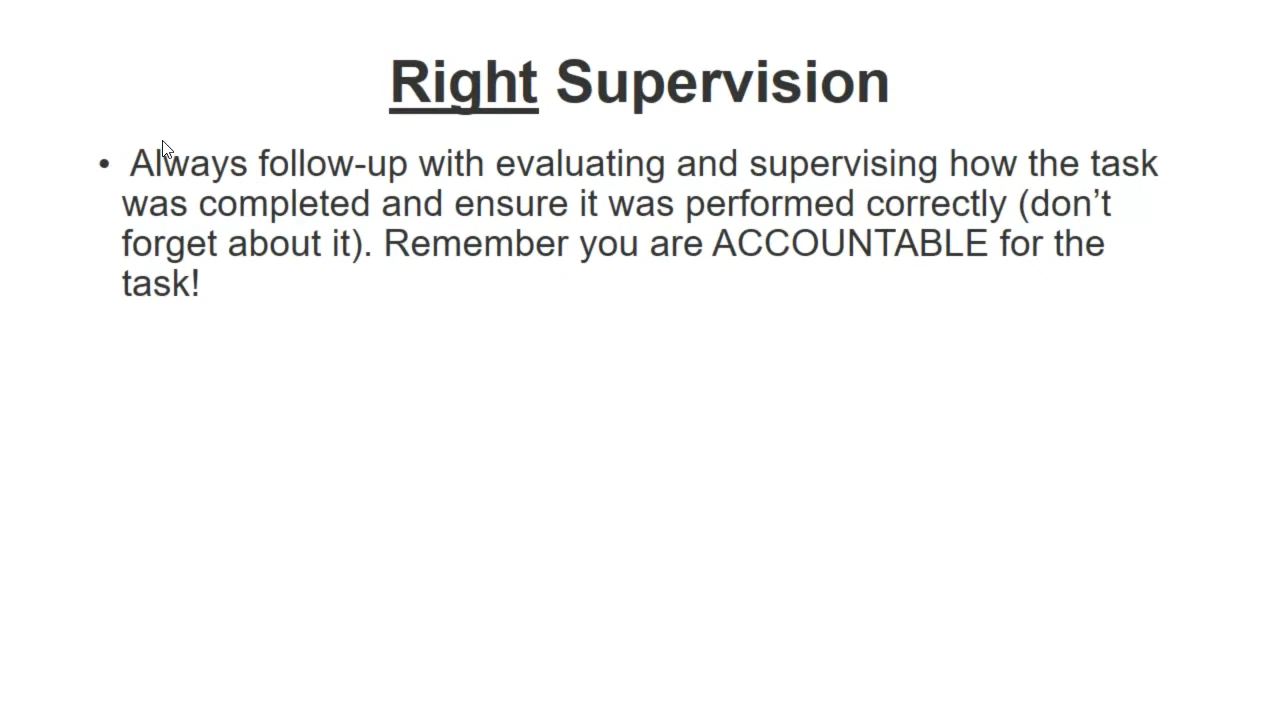 Right Supervision
• Always follow-up with evaluating and supervising how the task
was completed and ensure it was performed correctly (don’t
forget about it). Remember you are ACCOUNTABLE for the
task!